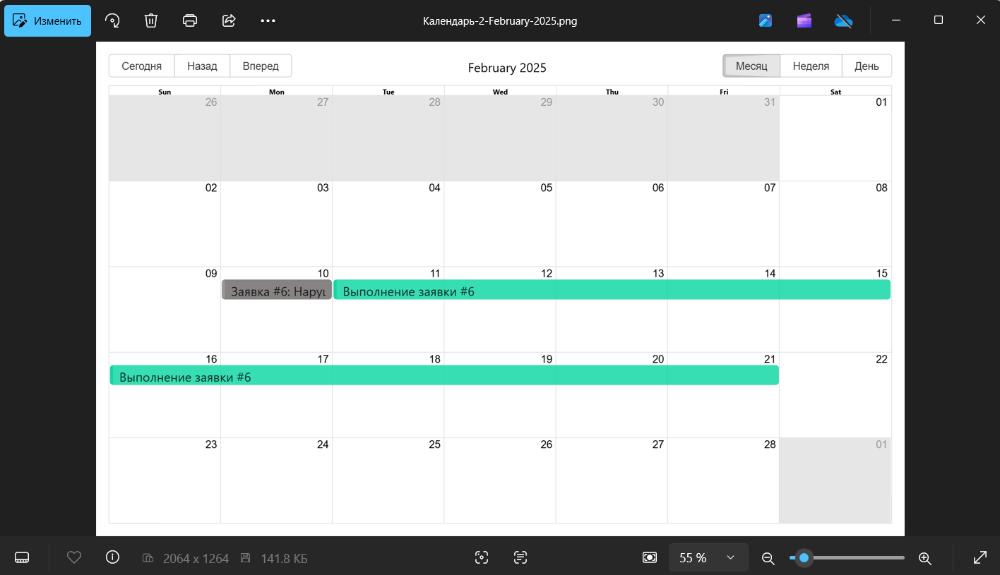 Изменить
Календарь-2-February-2025.png
Сегодня Назад Вперед
February 2025
Месяц Неделя День
Sun Mon Tue Wed Thu Fri Sat
26 27 28 29 30 31 01
02 03 04 05 06 07 08
09 10 11 12 13 14 15
Заявка #6: Нару
Выполнение заявки #6
16 17 18 19 20 21 22
Выполнение заявки #6
23 24 25 26 27 28 01
2064 x 1264 141.8 КБ
55 %